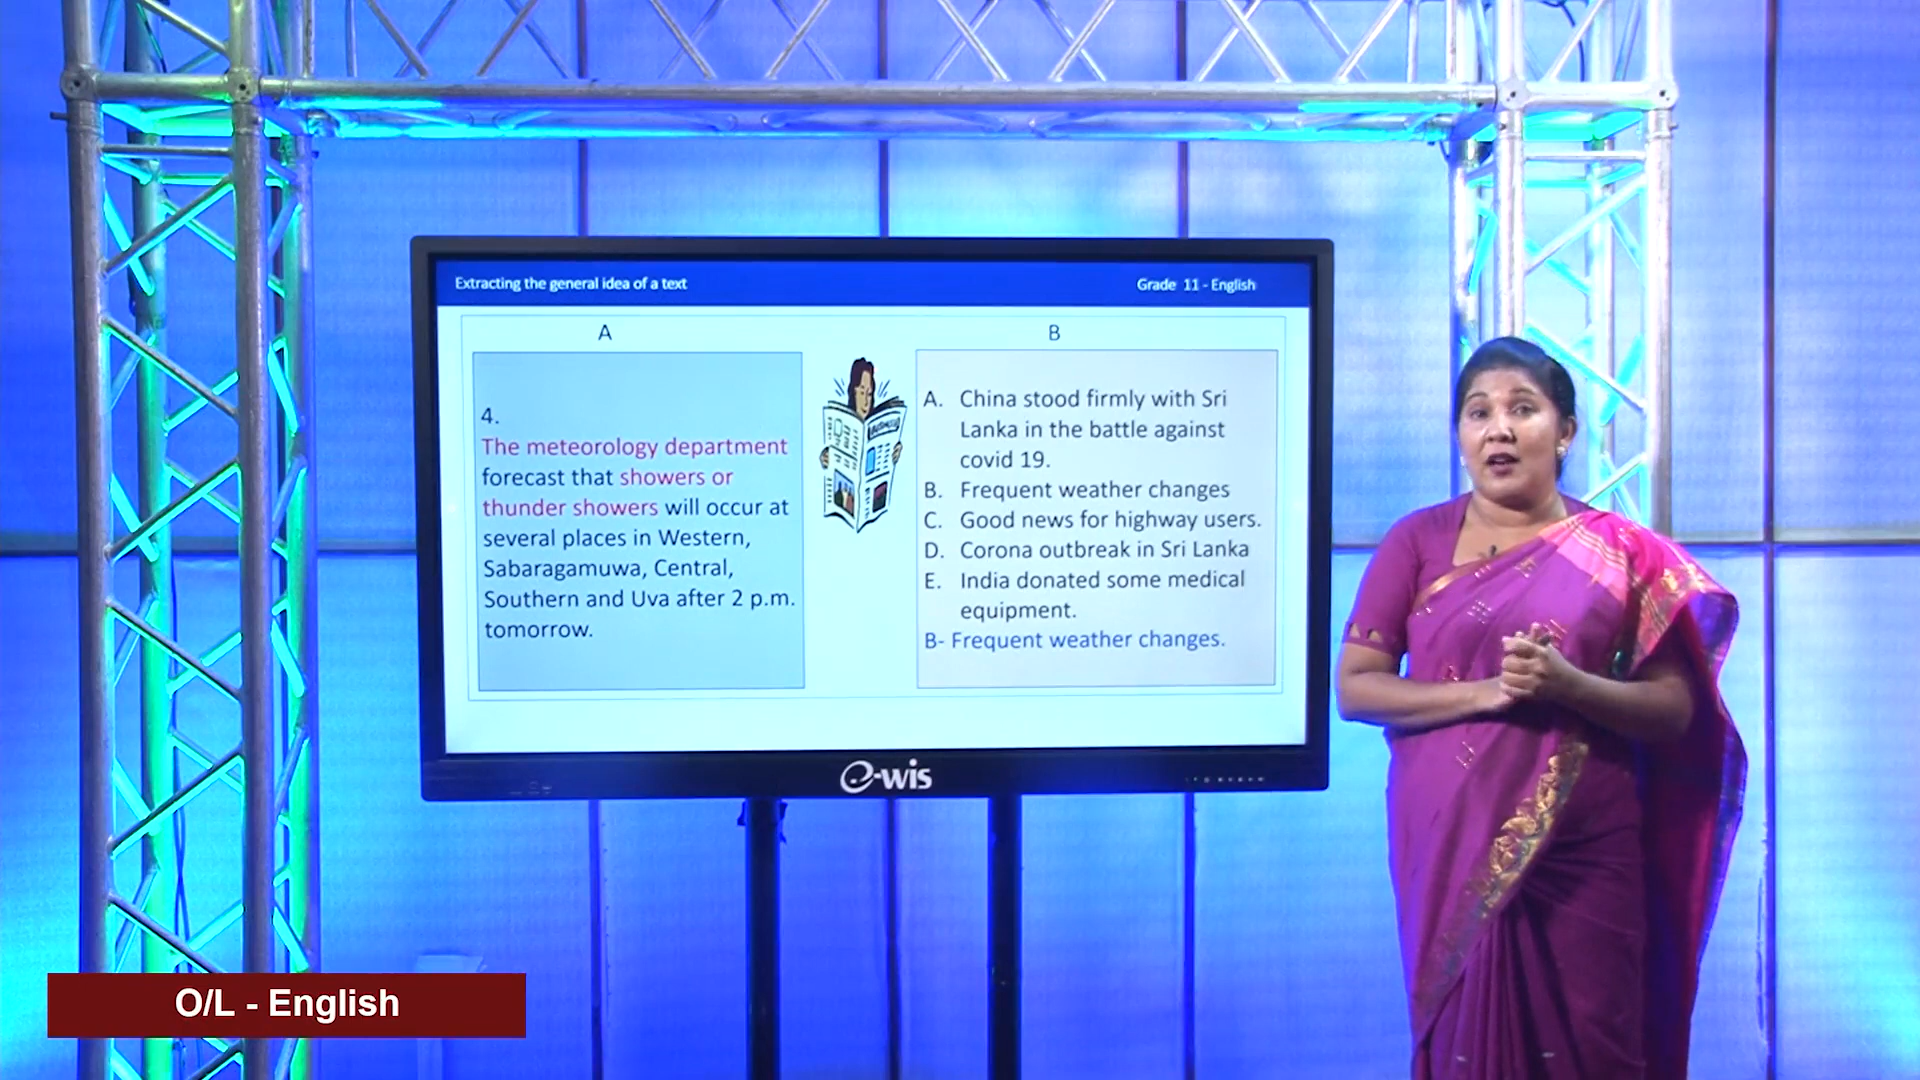 Extracting the general idea of a text
Grade 11 - English
A
4.
The meteorology department
forecast that showers or
thunder showers will occur at
several places in Western,
Sabaragamuwa, Central,
Southern and Uva after 2 p.m.
tomorrow.
B
A. China stood firmly with Sri
Lanka in the battle against
covid 19.
B. Frequent weather changes
C. Good news for highway users.
D. Corona outbreak in Sri Lanka
E. India donated some medical
equipment.
B- Frequent weather changes.
e-wis
O/L - English